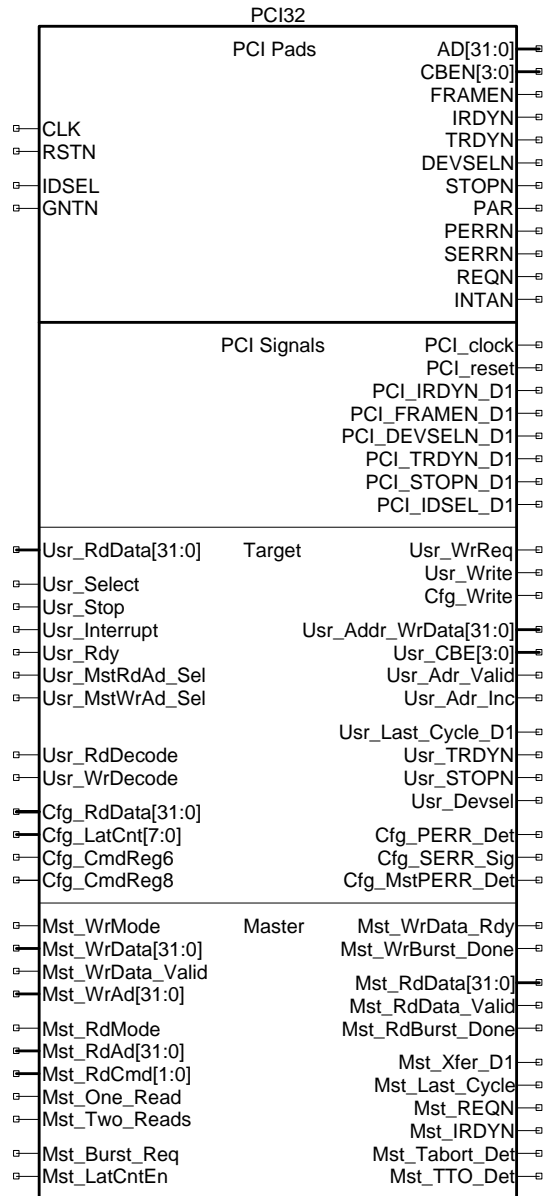 PCI32
PCI Pads AD[31:0]
CBEN[3:0]
FRAMEN
IRDYN
CLK
TRDYN
RSTN
DEVSELN
IDSEL STOPN
GNTN PAR
PERRN
SERRN
REQN
INTAN
PCI Signals PCI_clock
PCI_reset
PCI_IRDYN_D1
PCI_FRAMEN_D1
PCI_DEVSELN_D1
PCI_TRDYN_D1
PCI_STOPN_D1
PCI_IDSEL_D1
Usr_RdData[31:0] Target Usr_WrReq
Usr_Write
Usr_Select
Cfg_Write
Usr_Stop
Usr_Interrupt Usr_Addr_WrData[31:0]
Usr_Rdy Usr_CBE[3:0]
Usr_MstRdAd_Sel Usr_Adr_Valid
Usr_MstWrAd_Sel Usr_Adr_Inc
Usr_Last_Cycle_D1
Usr_RdDecode Usr_TRDYN
Usr_WrDecode Usr_STOPN
Usr_Devsel
Cfg_RdData[31:0]
Cfg_LatCnt[7:0] Cfg_PERR_Det
Cfg_CmdReg6 Cfg_SERR_Sig
Cfg_CmdReg8 Cfg_MstPERR_Det
Mst_WrMode Master Mst_WrData_Rdy
Mst_WrData[31:0] Mst_WrBurst_Done
Mst_WrData_Valid
Mst_RdData[31:0]
Mst_WrAd[31:0]
Mst_RdData_Valid
Mst_RdMode Mst_RdBurst_Done
Mst_RdAd[31:0]
Mst_Xfer_D1
Mst_RdCmd[1:0]
Mst_Last_Cycle
Mst_One_Read
Mst_REQN
Mst_Two_Reads
Mst_IRDYN
Mst_Burst_Req Mst_Tabort_Det
Mst_LatCntEn Mst_TTO_Det